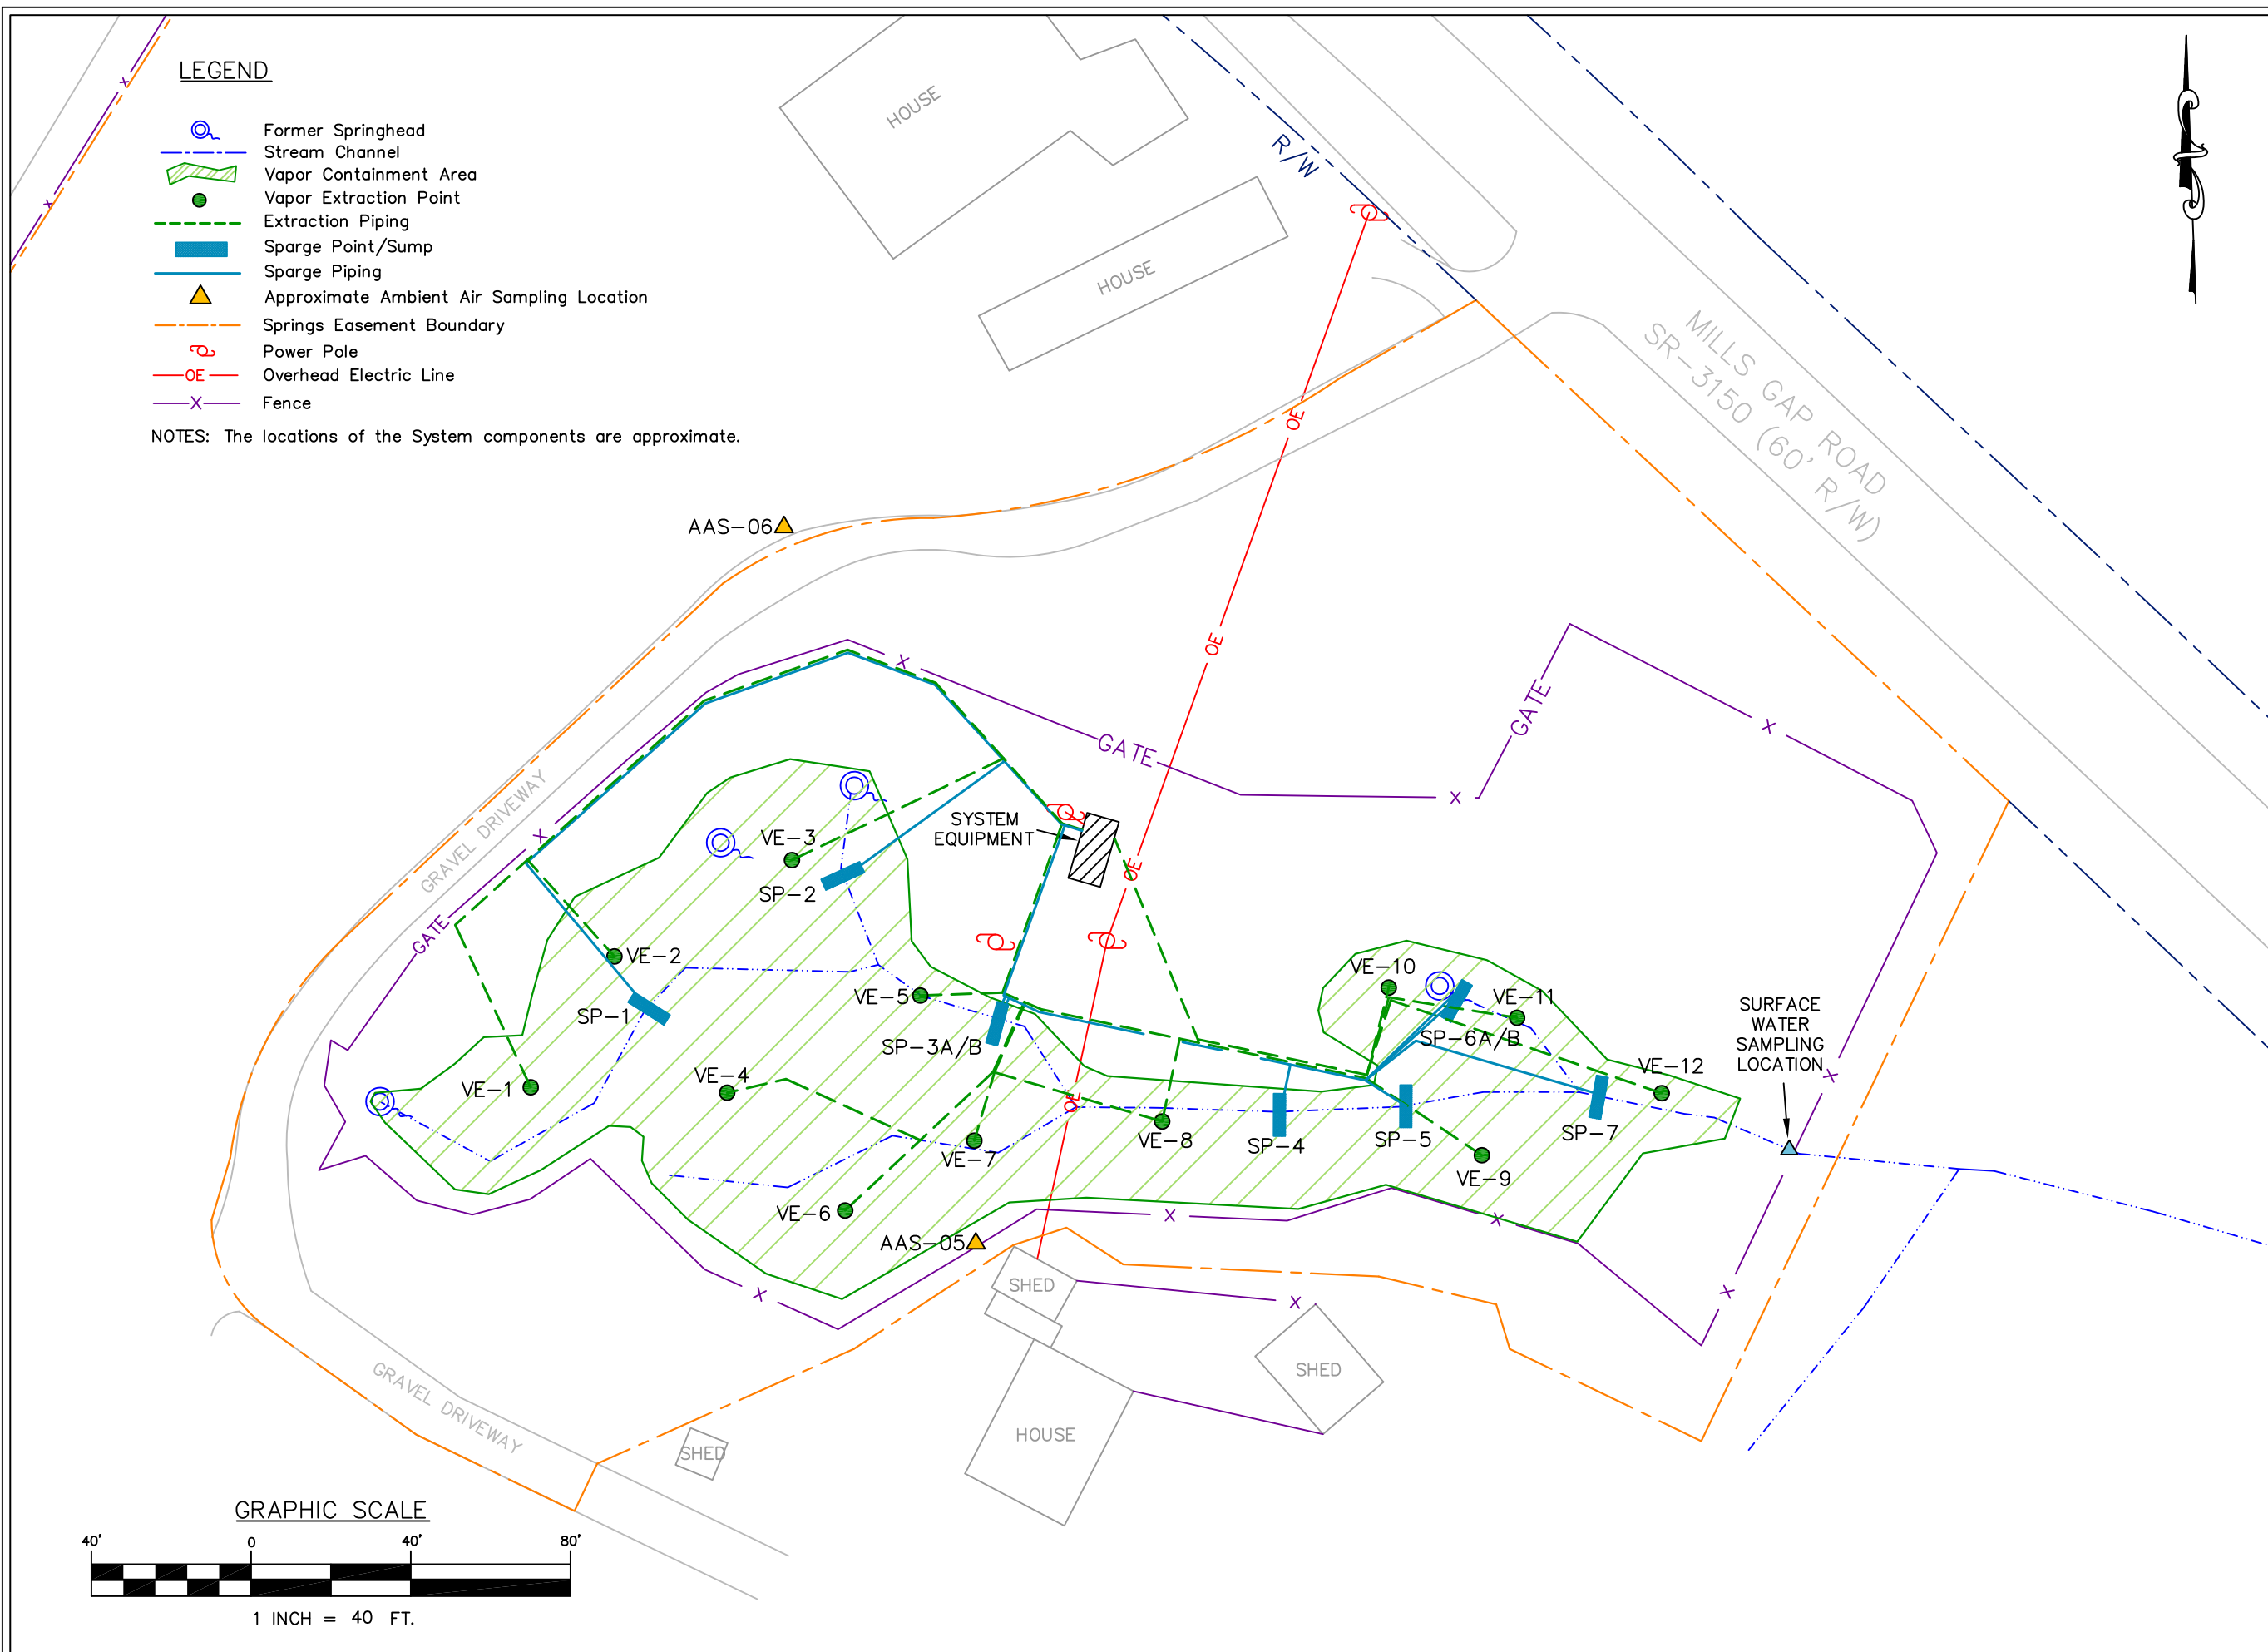 LEGEND
Former Springhead
Stream Channel
Vapor Containment Area
Vapor Extraction Point
Extraction Piping
Sparge Point/Sump
Sparge Piping
Approximate Ambient Air Sampling Location
Springs Easement Boundary
Power Pole
OE Overhead Electric Line
X Fence
NOTES: The locations of the System components are approximate.
X
X
HOUSE
HOUSE
R/W
MILLS GAP ROAD
SR-3150 (60' R/W)
OE
AAS-06
OE
X
GATE
GATE
X
X
GRAVEL DRIVEWAY
X
GATE
SYSTEM
EQUIPMENT
OE
VE-3
SP-2
VE-2
SP-1
VE-1
VE-5
SP-3A/B
VE-4
VE-7
VE-6
AAS-05
OE
VE-8
SP-4
SP-5
VE-9
VE-10
VE-11
SP-6A/B
VE-12
SP-7
SURFACE
WATER
SAMPLING
LOCATION
X
X
X
X
X
X
SHED
SHED
HOUSE
SHED
GRAVEL DRIVEWAY
GRAPHIC SCALE
40' 0 40' 80'
1 INCH = 40 FT.